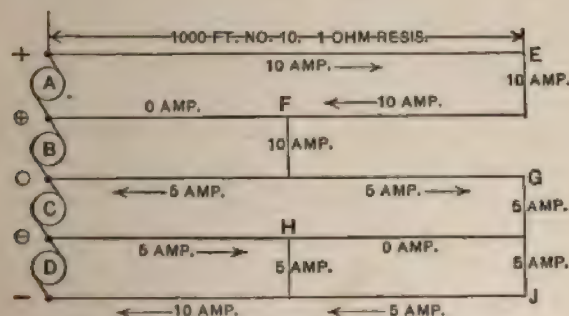 1000 FT. NO. 10. 1 OHM-RESIS.
+ E
10 AMP. →
A 10 AMP.
0 AMP. F ← 10 AMP.
⊕
B 10 AMP.
O G
← 5 AMP. 5 AMP. →
C 5 AMP.
⊖ H
5 AMP. → 0 AMP.
D 5 AMP. 5 AMP.
− J
← 10 AMP. ← 5 AMP.